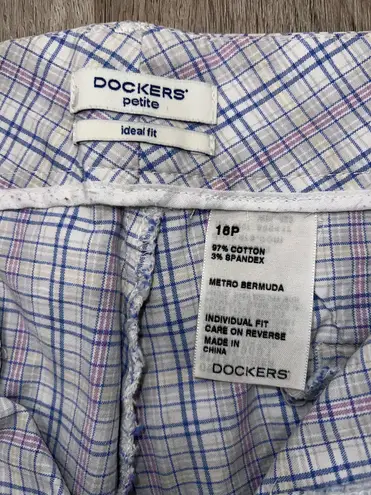 DOCKERS®
petite
ideal fit
16P
97% COTTON
3% SPANDEX
METRO BERMUDA
INDIVIDUAL FIT
CARE ON REVERSE
MADE IN
CHINA
DOCKERS®